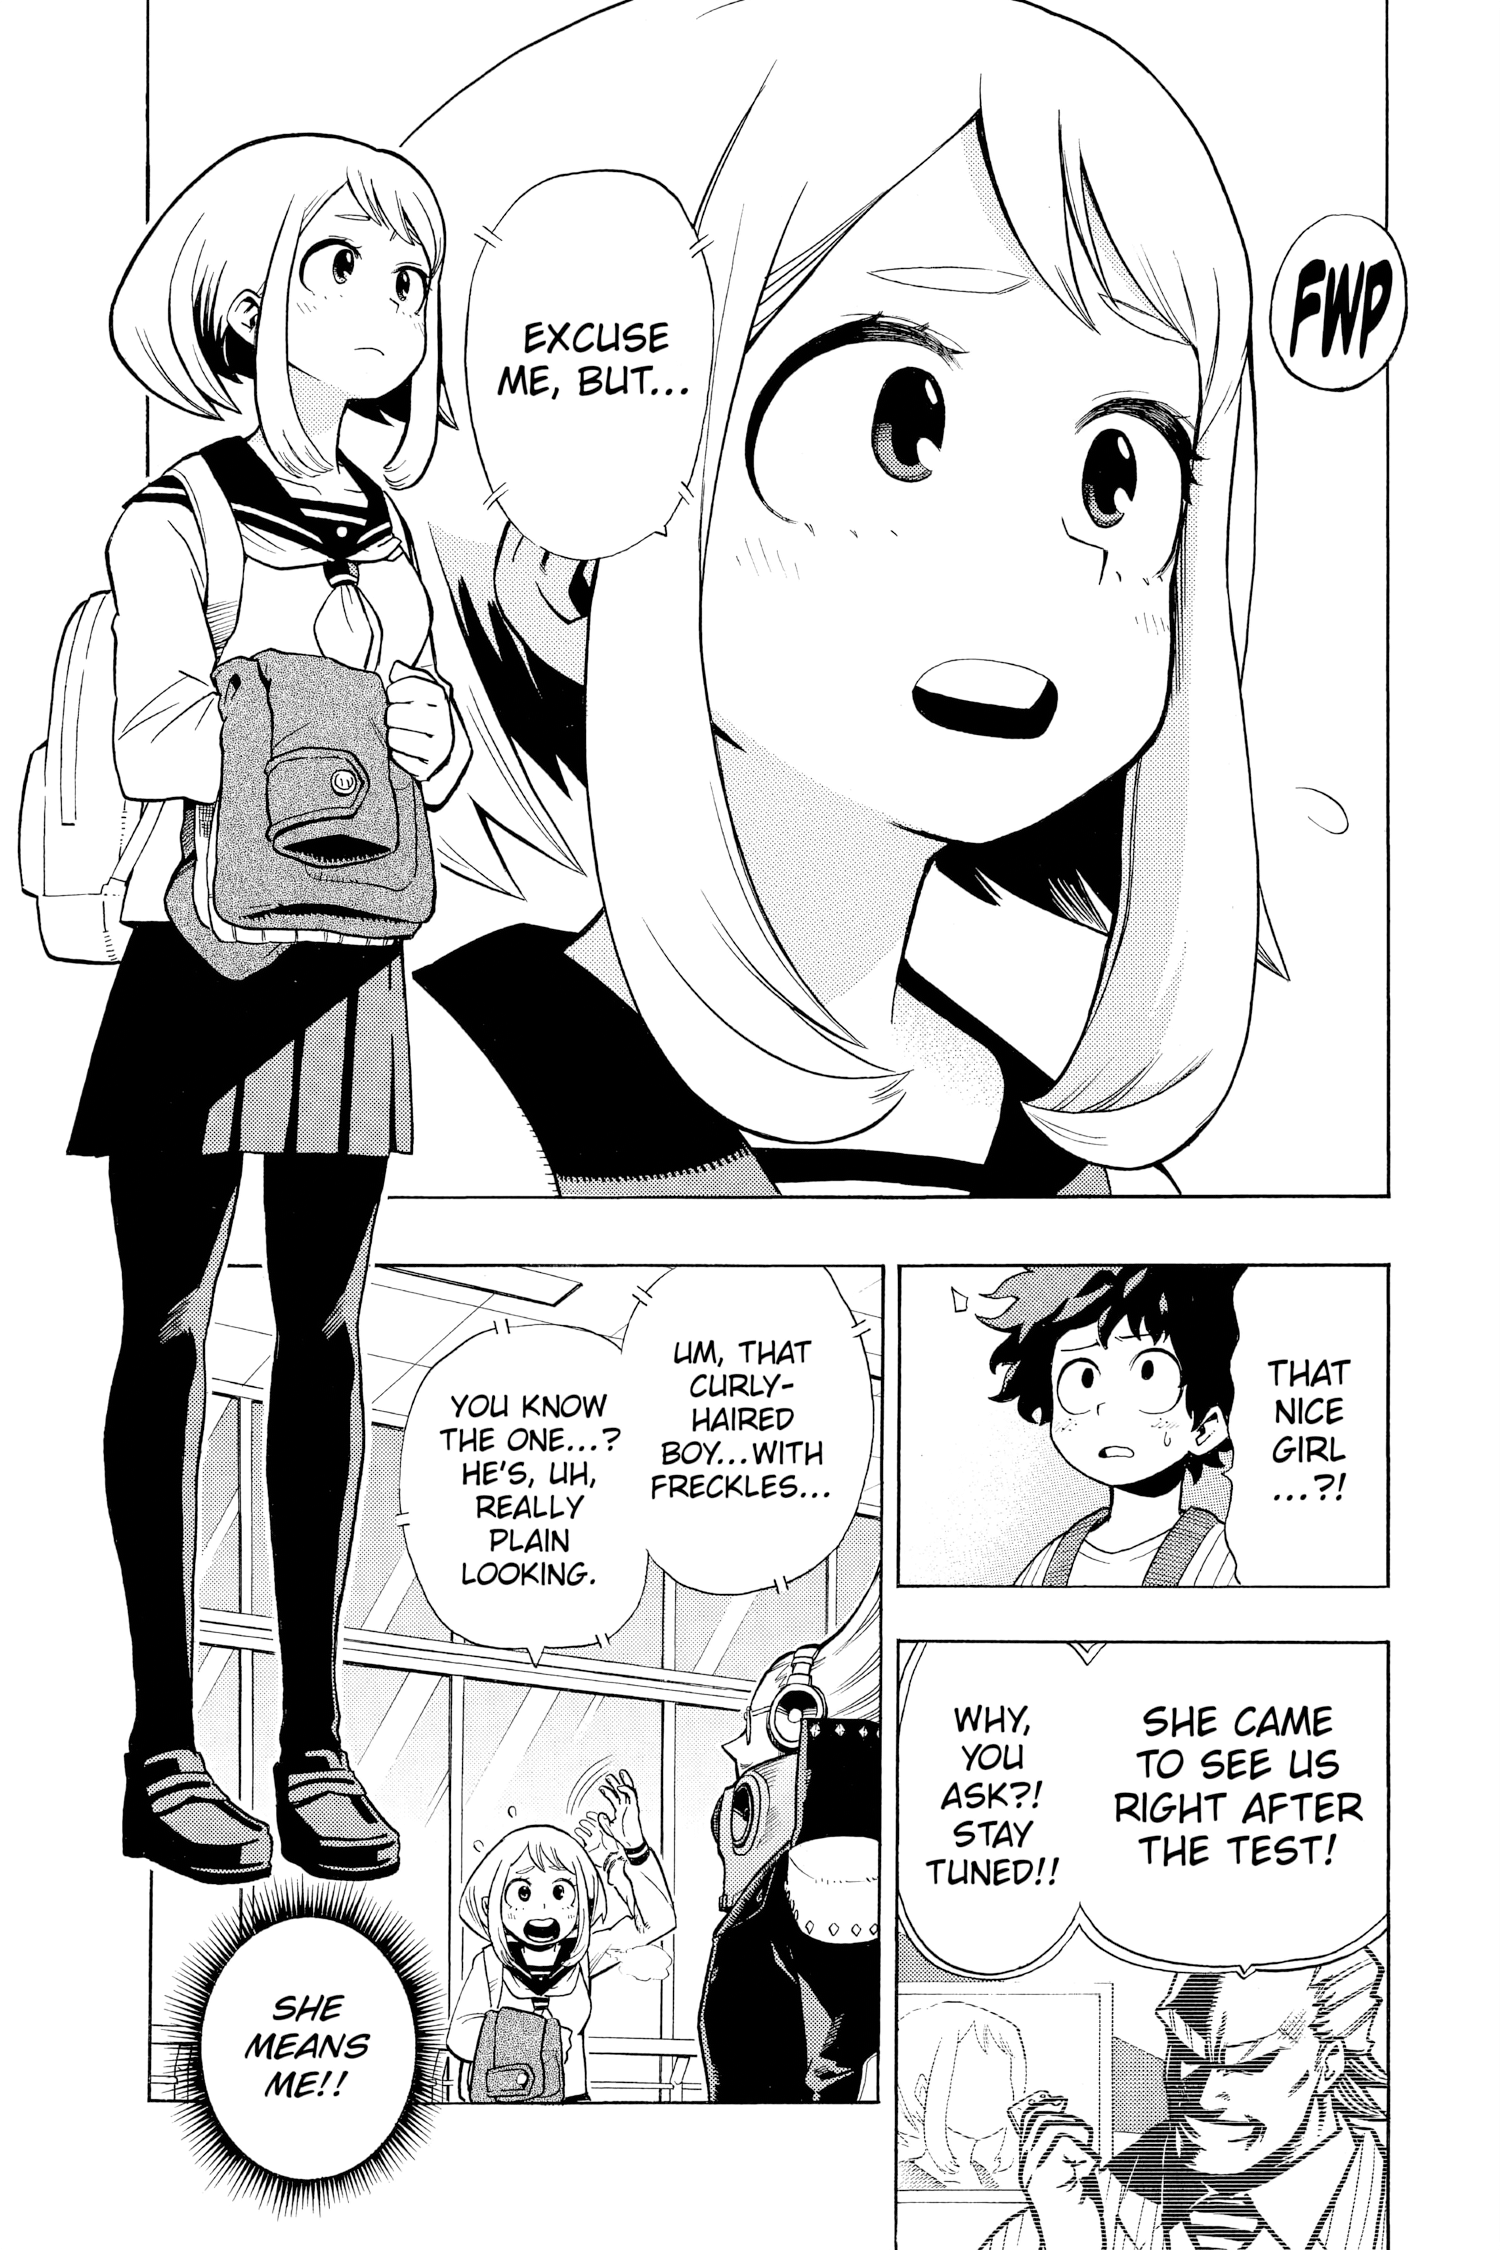 FWP
EXCUSE
ME, BUT...
THAT
NICE
GIRL
...?!
UM, THAT
CURLY-
HAIRED
BOY...WITH
FRECKLES...
YOU KNOW
THE ONE...?
HE'S, UH,
REALLY
PLAIN
LOOKING.
SHE
MEANS
ME!!
SHE CAME
TO SEE US
RIGHT AFTER
THE TEST!
WHY,
YOU
ASK?!
STAY
TUNED!!